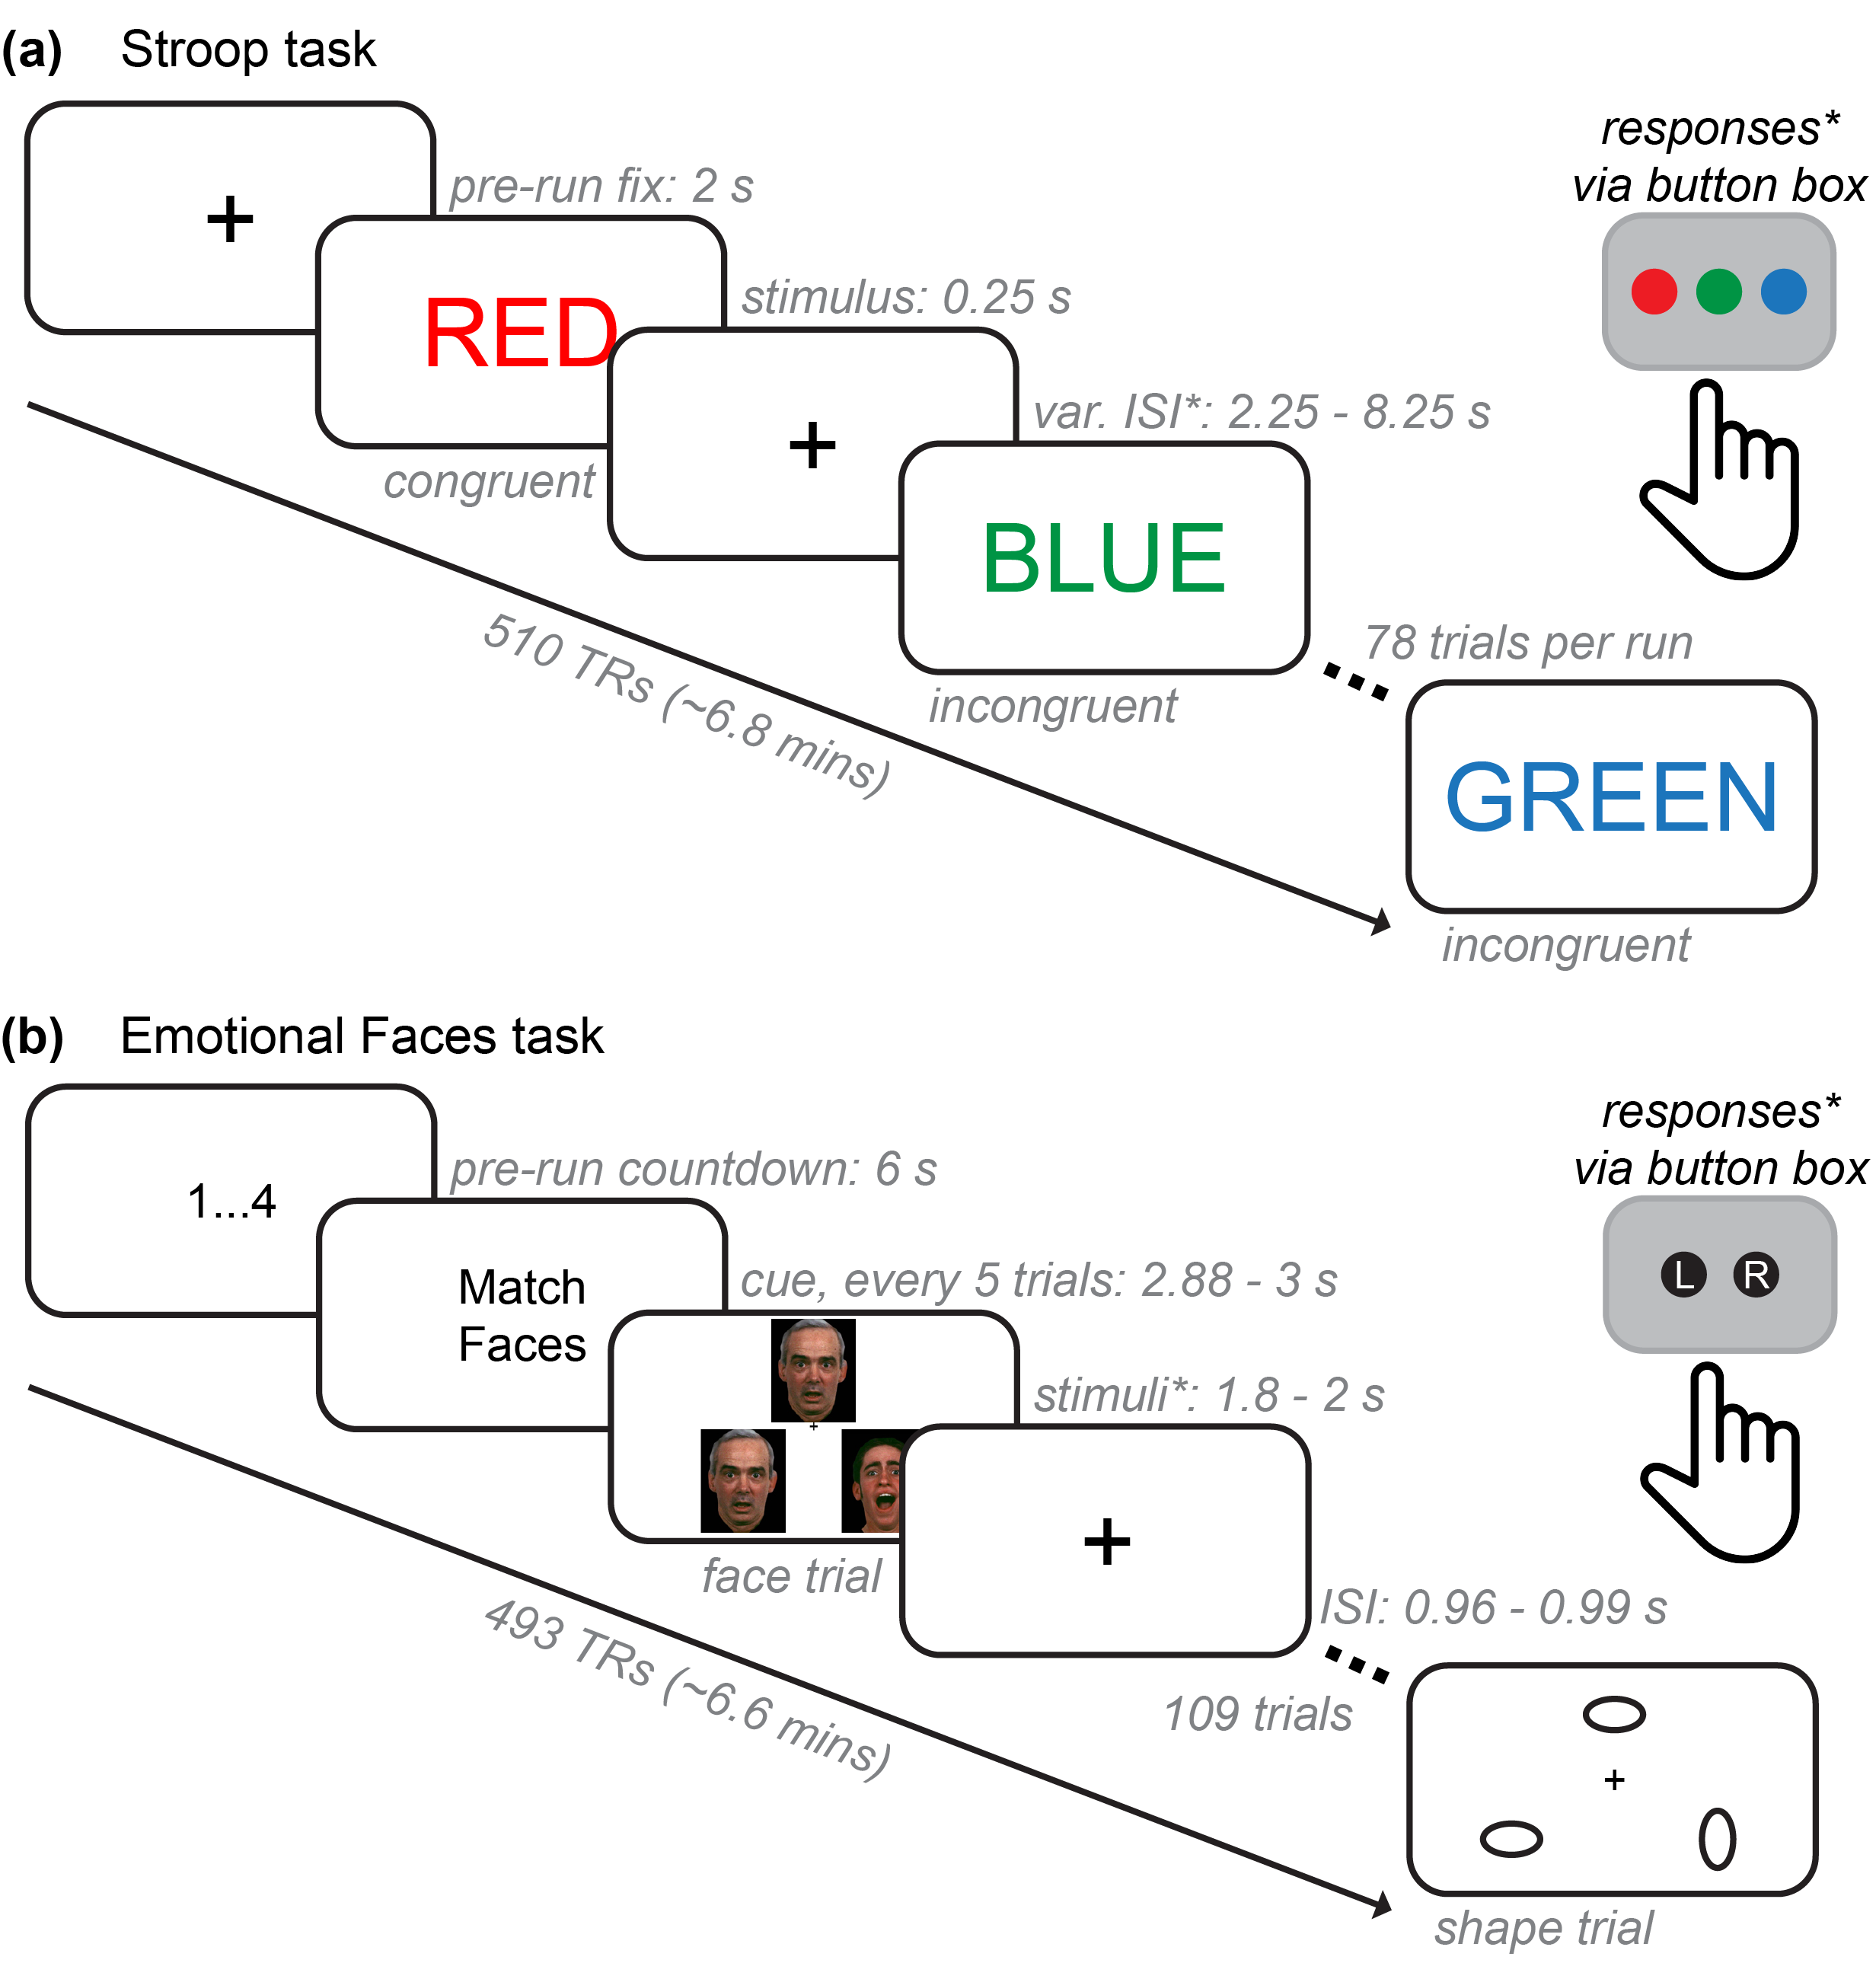 (a) Stroop task
responses*
via button box
+
pre-run fix: 2 s
RED
stimulus: 0.25 s
congruent
+
var. ISI*: 2.25 - 8.25 s
BLUE
incongruent
78 trials per run
GREEN
incongruent
510 TRs (~6.8 mins)
(b) Emotional Faces task
responses*
via button box
L R
1...4
pre-run countdown: 6 s
Match
Faces
cue, every 5 trials: 2.88 - 3 s
+
stimuli*: 1.8 - 2 s
face trial
+
ISI: 0.96 - 0.99 s
109 trials
+
shape trial
493 TRs (~6.6 mins)